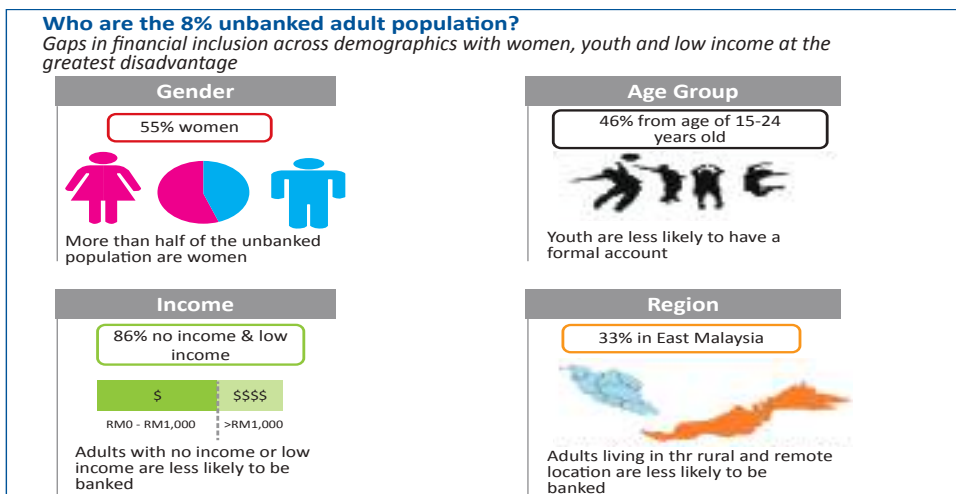 Who are the 8% unbanked adult population?
Gaps in financial inclusion across demographics with women, youth and low income at the
greatest disadvantage
Gender
55% women
More than half of the unbanked
population are women
Age Group
46% from age of 15-24
years old
Youth are less likely to have a
formal account
Income
86% no income & low
income
$ $$$$
RM0 - RM1,000 >RM1,000
Adults with no income or low
income are less likely to be
banked
Region
33% in East Malaysia
Adults living in thr rural and remote
location are less likely to be
banked